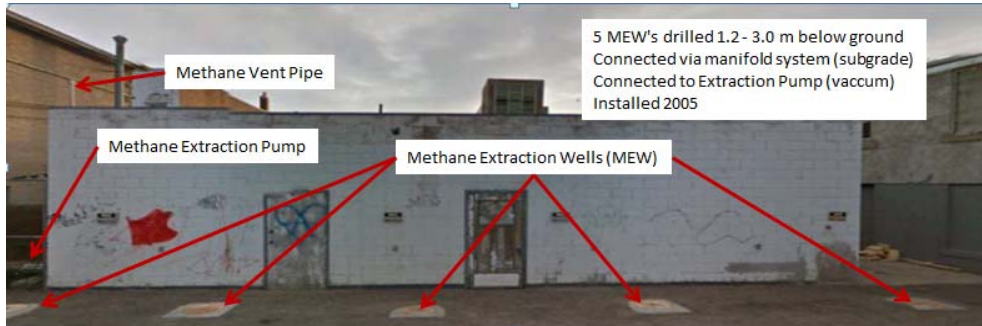 5 MEW's drilled 1.2 - 3.0 m below ground
Connected via manifold system (subgrade)
Connected to Extraction Pump (vaccum)
Installed 2005
Methane Vent Pipe
Methane Extraction Pump
Methane Extraction Wells (MEW)